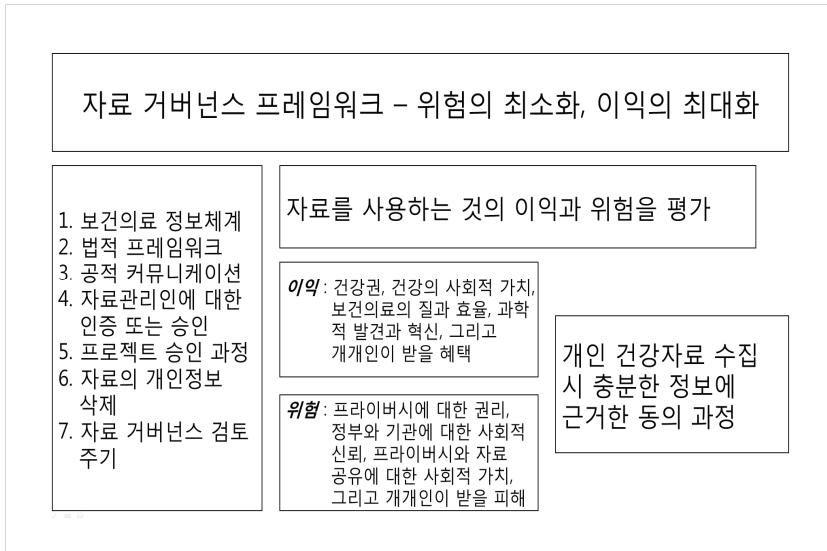 자료 거버넌스 프레임워크 – 위험의 최소화, 이익의 최대화
1. 보건의료 정보체계
2. 법적 프레임워크
3. 공적 커뮤니케이션
4. 자료관리인에 대한
인증 또는 승인
5. 프로젝트 승인 과정
6. 자료의 개인정보
삭제
7. 자료 거버넌스 검토
주기
자료를 사용하는 것의 이익과 위험을 평가
이익 : 건강권, 건강의 사회적 가치,
보건의료의 질과 효율, 과학
적 발견과 혁신, 그리고
개개인이 받을 혜택
위험 : 프라이버시에 대한 권리,
정부와 기관에 대한 사회적
신뢰, 프라이버시와 자료
공유에 대한 사회적 가치,
그리고 개개인이 받을 피해
개인 건강자료 수집
시 충분한 정보에
근거한 동의 과정